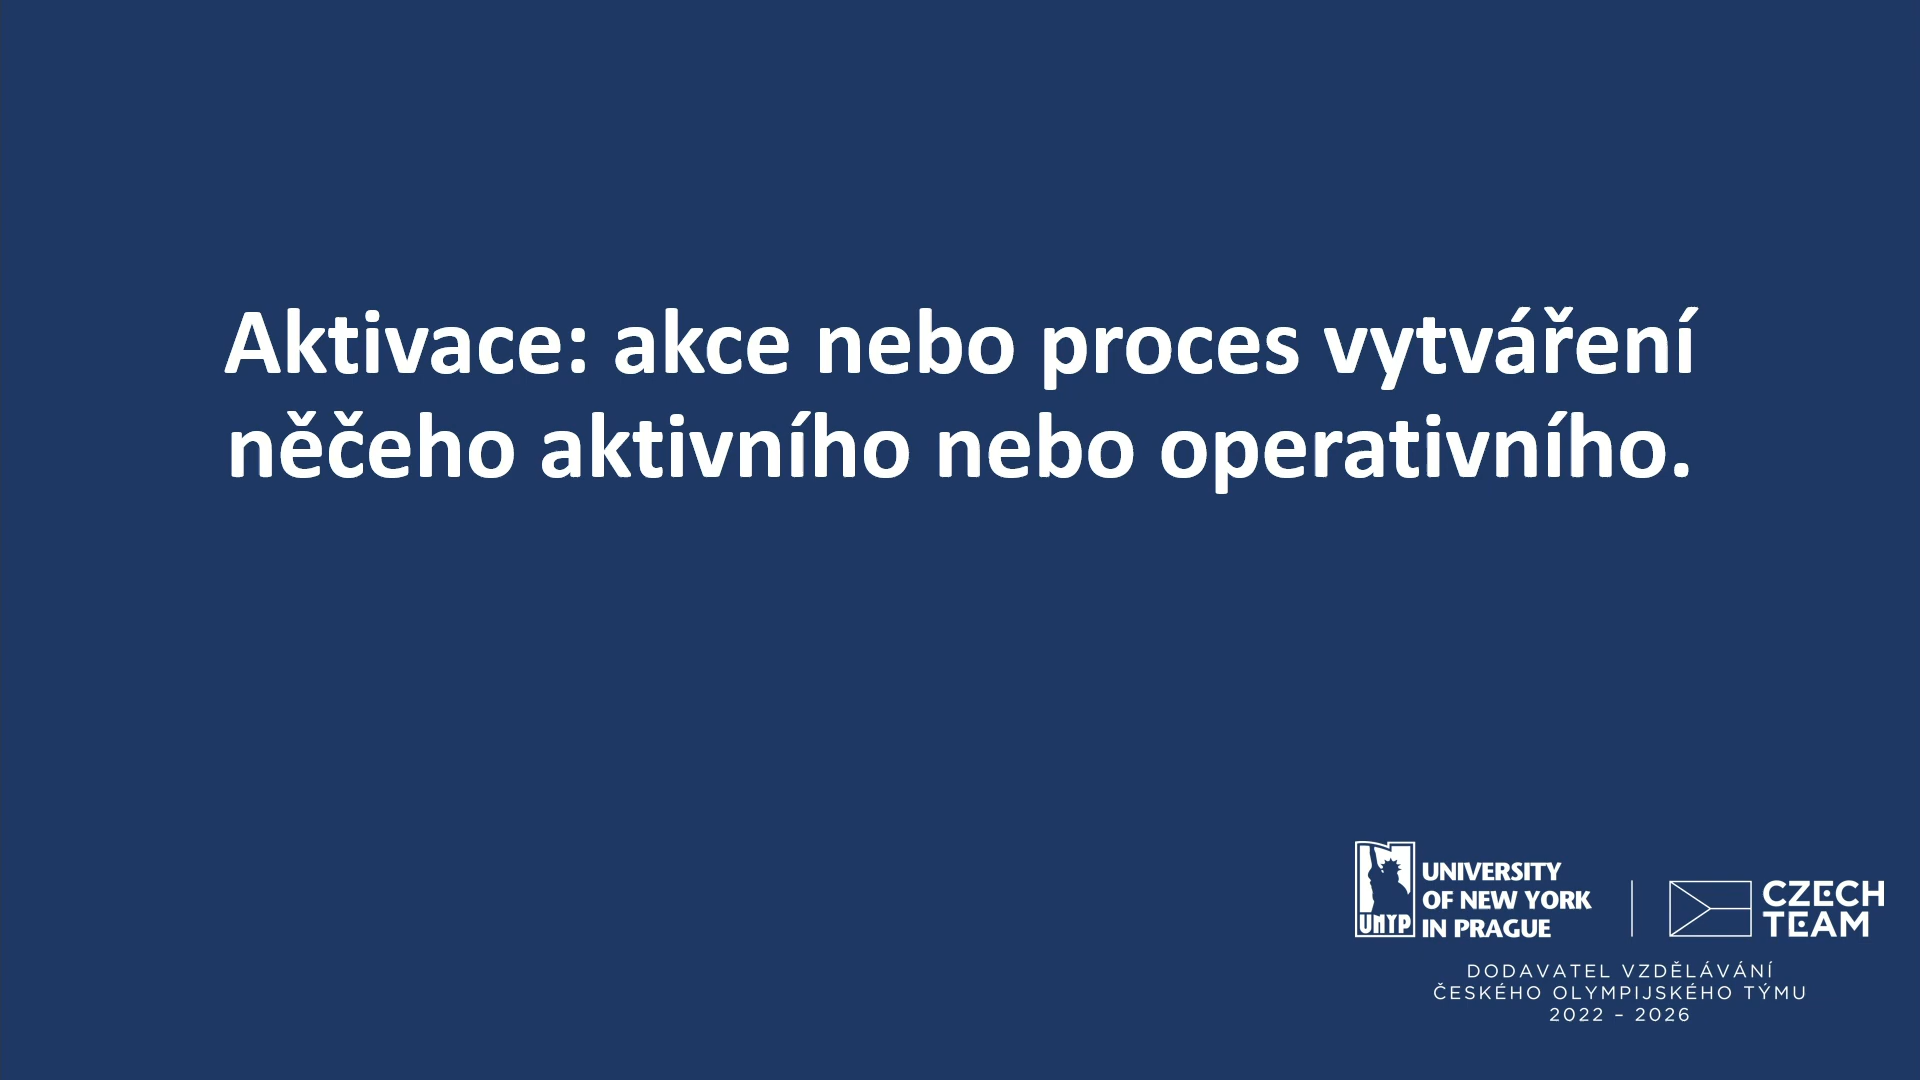 Aktivace: akce nebo proces vytváření
něčeho aktivního nebo operativního.
UNYP
UNIVERSITY
OF NEW YORK
IN PRAGUE
CZECH
TEAM
DODAVATEL VZDĚLÁVÁNÍ
ČESKÉHO OLYMPIJSKÉHO TÝMU
2022 – 2026